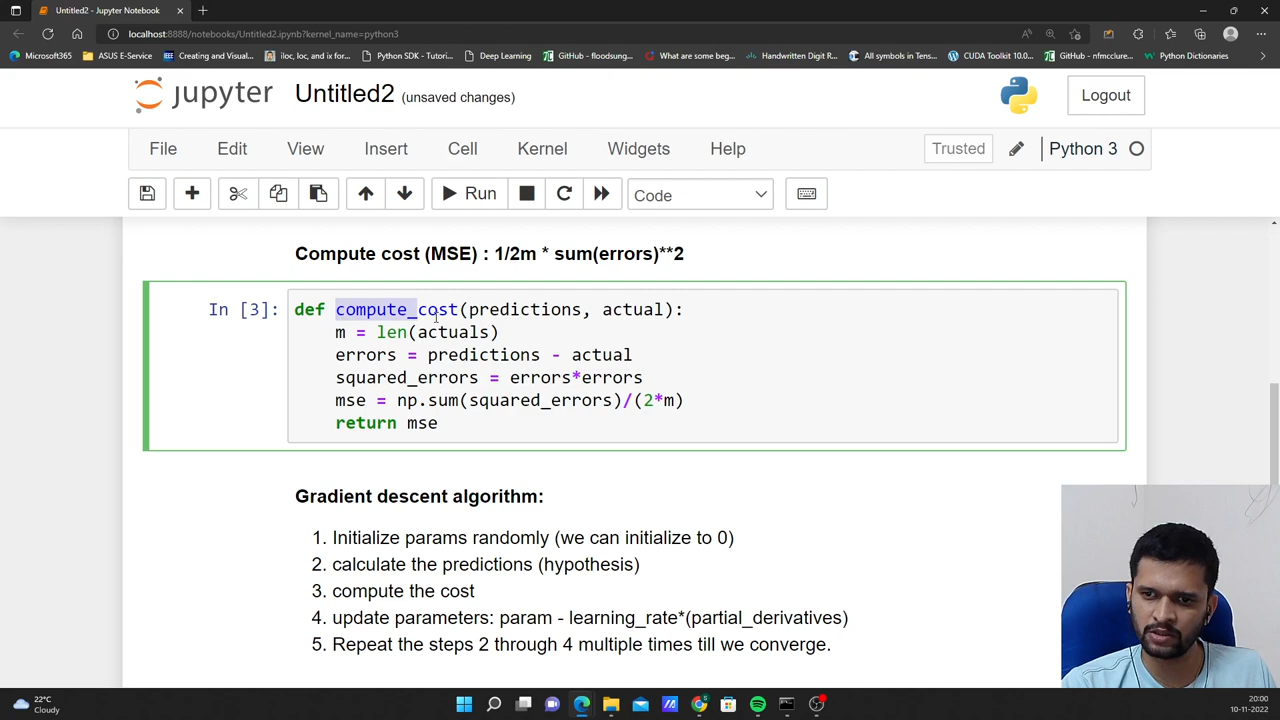 Untitled2 - Jupyter Notebook
localhost:8888/notebooks/Untitled2.ipynb?kernel_name=python3
Microsoft365 ASUS E-Service Creating and Visual... iloc, loc, and ix for... Python SDK - Tutori... Deep Learning GitHub - floodsung... What are some beg... Handwritten Digit R... All symbols in Tens... CUDA Toolkit 10.0... GitHub - nfmcclure... Python Dictionaries
jupyter Untitled2 (unsaved changes) Logout
File Edit View Insert Cell Kernel Widgets Help Trusted Python 3
Run Code
Compute cost (MSE) : 1/2m * sum(errors)**2
In [3]: def compute_cost(predictions, actual):
m = len(actuals)
errors = predictions - actual
squared_errors = errors*errors
mse = np.sum(squared_errors)/(2*m)
return mse
Gradient descent algorithm:
1. Initialize params randomly (we can initialize to 0)
2. calculate the predictions (hypothesis)
3. compute the cost
4. update parameters: param - learning_rate*(partial_derivatives)
5. Repeat the steps 2 through 4 multiple times till we converge.
22°C
Cloudy
20:00
10-11-2022